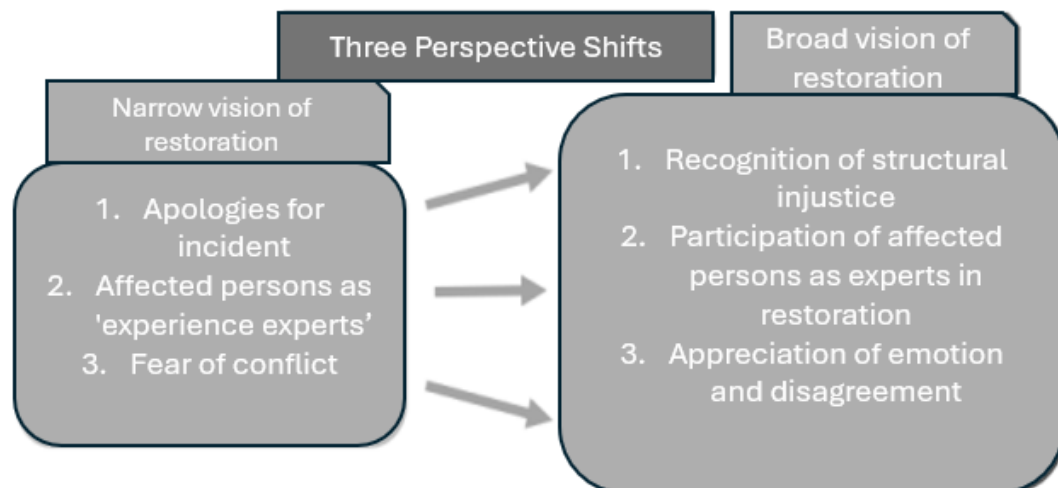 Three Perspective Shifts
Narrow vision of
restoration
1. Apologies for
incident
2. Affected persons as
'experience experts’
3. Fear of conflict
Broad vision of
restoration
1. Recognition of structural
injustice
2. Participation of affected
persons as experts in
restoration
3. Appreciation of emotion
and disagreement